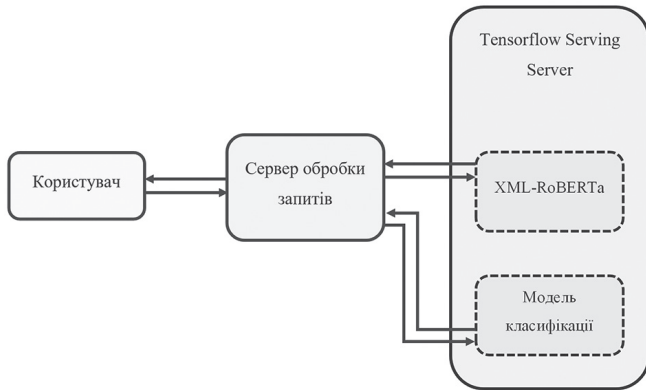 Tensorflow Serving
Server
Користувач
Сервер обробки
запитів
XML-RoBERTa
Модель
класифікації